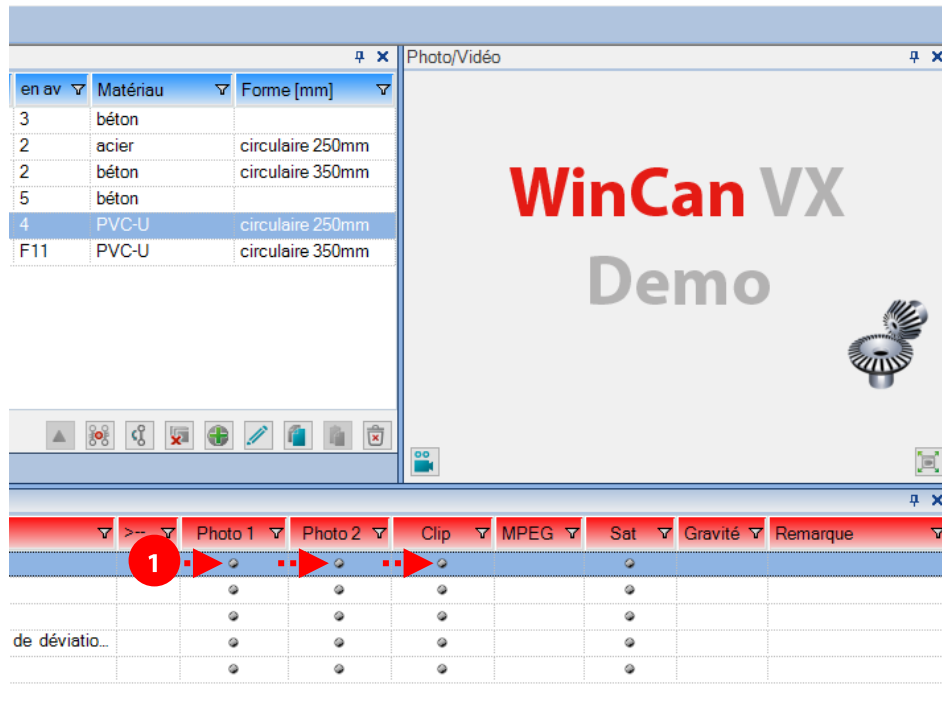 Photo/Vidéo
en av Matériau Forme [mm]
3 béton
2 acier circulaire 250mm
2 béton circulaire 350mm
5 béton
4 PVC-U circulaire 250mm
F11 PVC-U circulaire 350mm
WinCan VX
Demo
>-- Photo 1 Photo 2 Clip MPEG Sat Gravité Remarque
1
de déviatio...